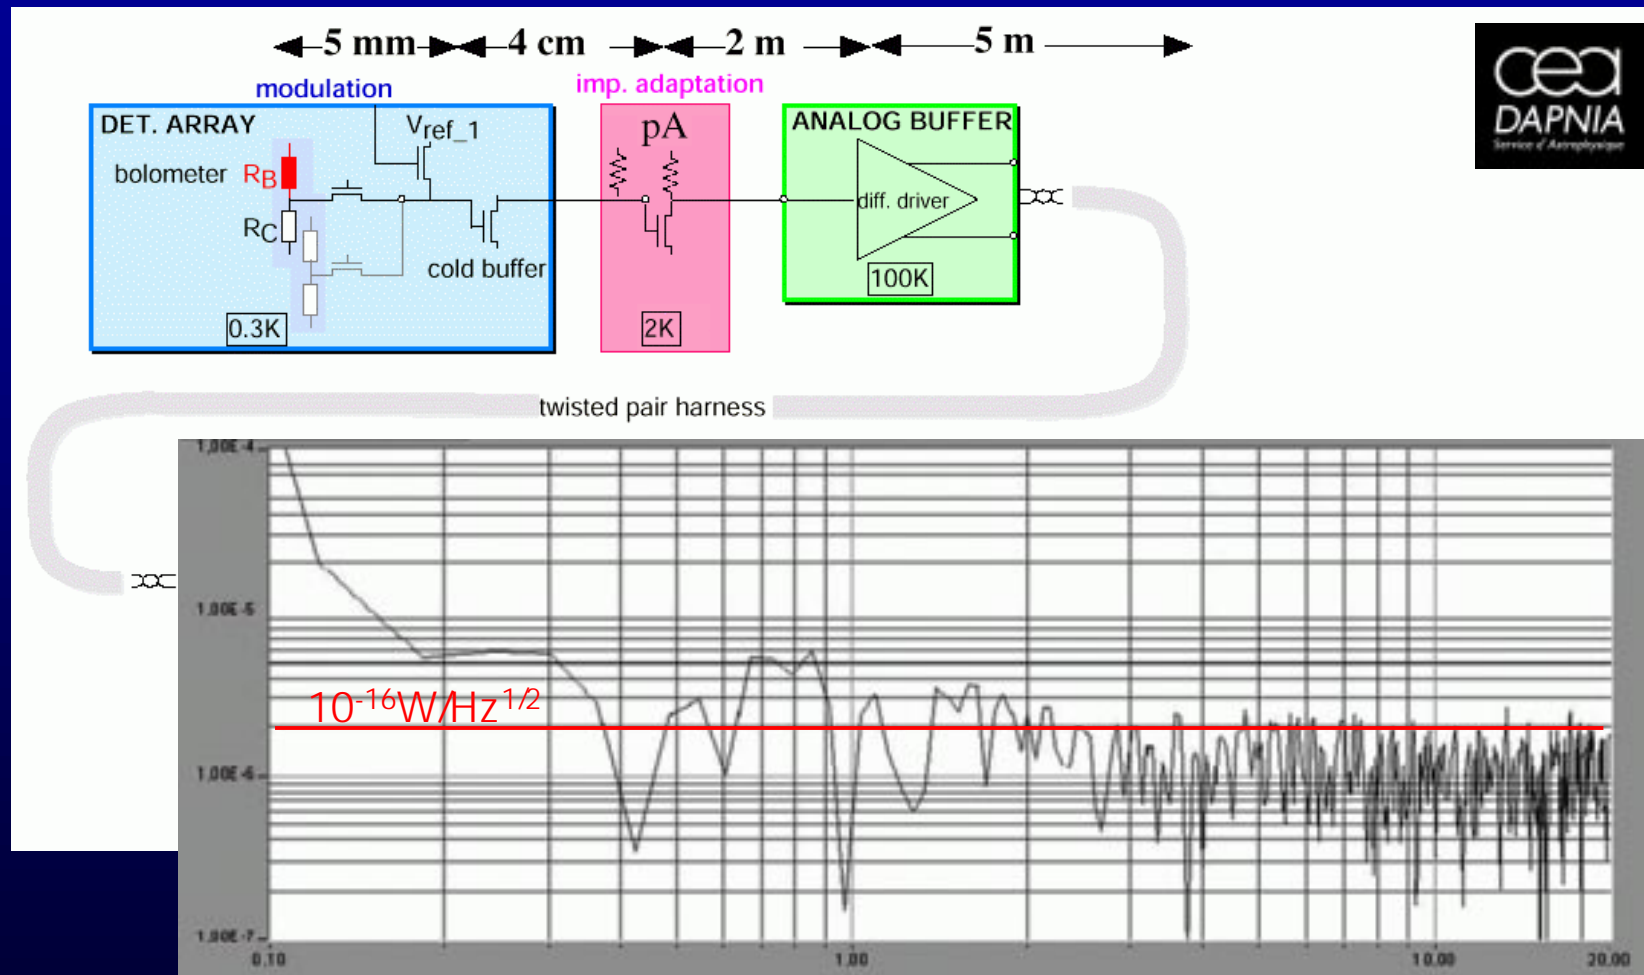 5 mm 4 cm 2 m 5 m
modulation
imp. adaptation
DET. ARRAY
Vref_1
bolometer RB
RC
cold buffer
0.3K
pA
2K
ANALOG BUFFER
diff. driver
100K
cea
DAPNIA
Service d'Astrophysique
twisted pair harness
1,00E-4
1,00E-5
1,00E-6
1,00E-7
10-16W/Hz1/2
0.10 1.00 10.00 20.00